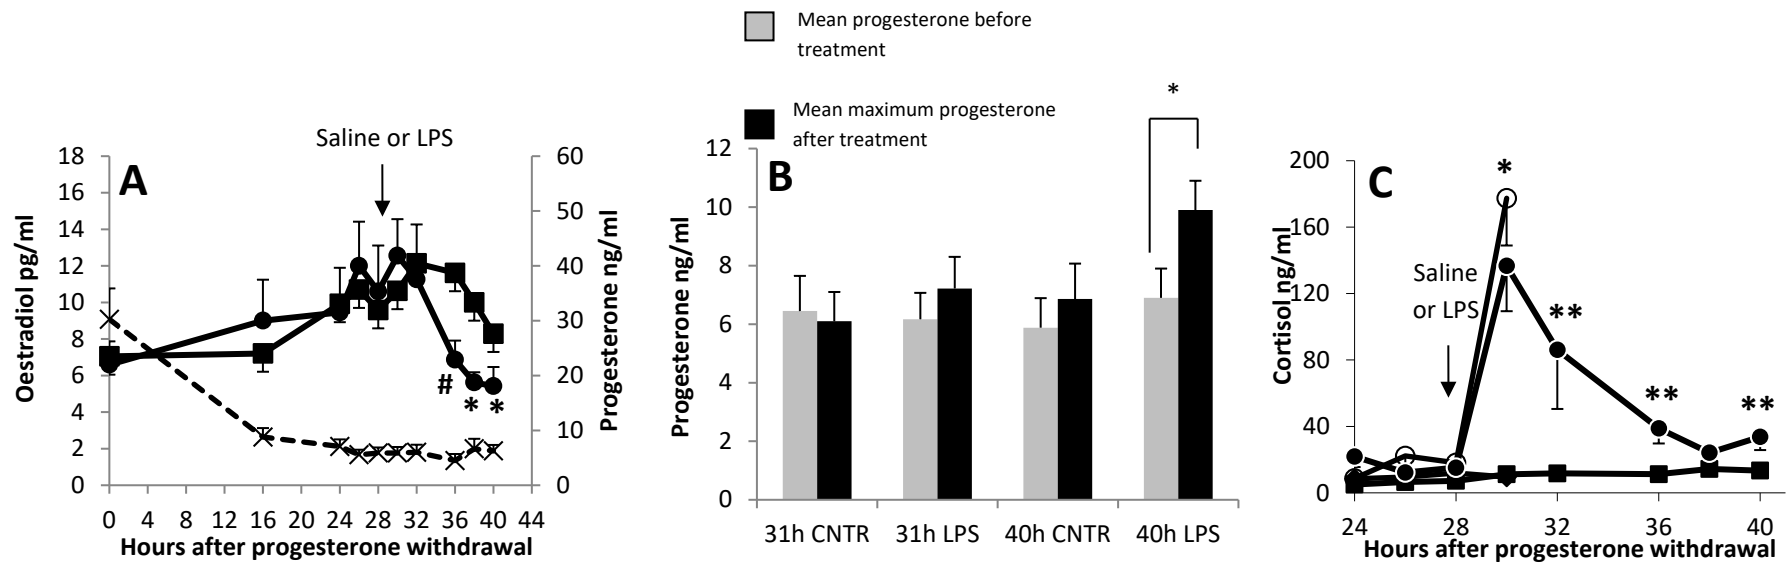 Mean progesterone before
treatment
Mean maximum progesterone
after treatment
Saline or LPS
A
18
16
14
12
10
8
6
4
2
0
Oestradiol pg/ml
60
50
40
30
20
10
0
Progesterone ng/ml
#
* *
0 4 8 12 16 20 24 28 32 36 40 44
Hours after progesterone withdrawal
B
*
12
10
8
6
4
2
0
Progesterone ng/ml
31h CNTR 31h LPS 40h CNTR 40h LPS
C
200
160
120
80
40
0
Cortisol ng/ml
Saline
or LPS
*
**
**
**
24 28 32 36 40
Hours after progesterone withdrawal